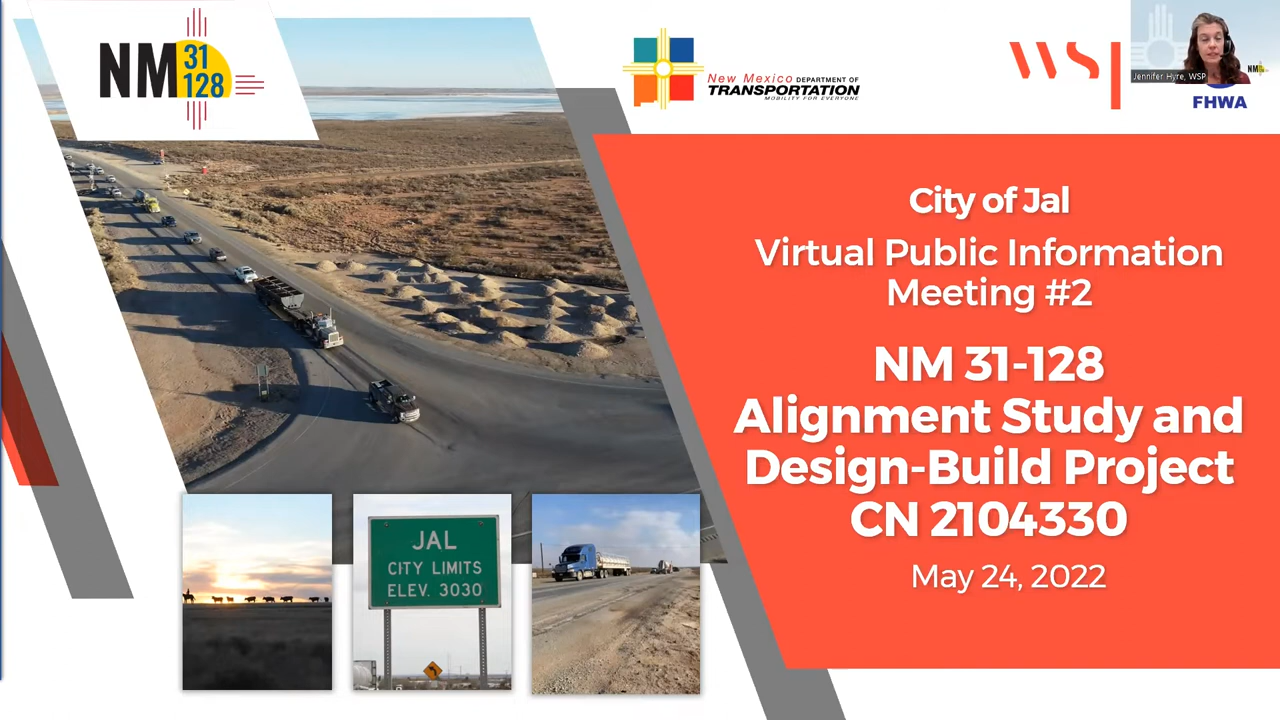 NM 31
128
New Mexico DEPARTMENT OF
TRANSPORTATION
MOBILITY FOR EVERYONE
WSP
Jennifer Hyre, WSP
FHWA
City of Jal
Virtual Public Information
Meeting #2
NM 31-128
Alignment Study and
Design-Build Project
CN 2104330
May 24, 2022
JAL
CITY LIMITS
ELEV. 3030